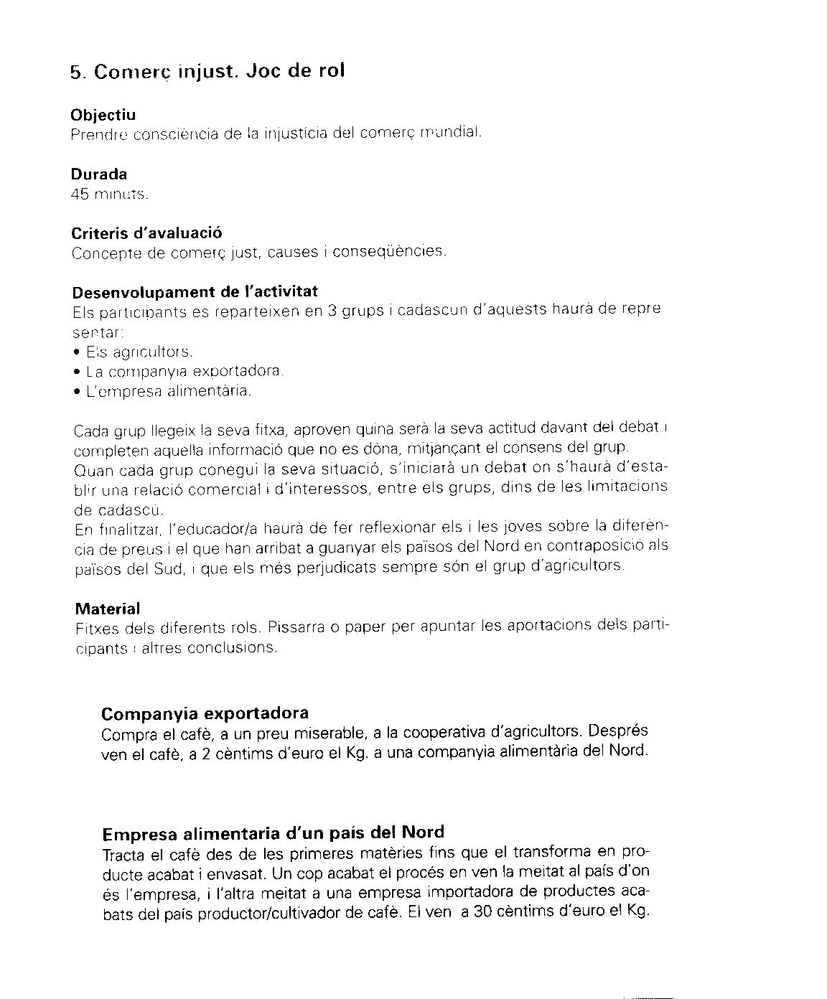 5. Comerç injust. Joc de rol
Objectiu
Prendre consciència de la injustícia del comerç mundial.
Durada
45 minuts.
Criteris d'avaluació
Concepte de comerç just, causes i conseqüències.
Desenvolupament de l'activitat
Els participants es reparteixen en 3 grups i cadascun d'aquests haurà de repre
sentar:
• Els agricultors.
• La companyia exportadora.
• L'empresa alimentària.
Cada grup llegeix la seva fitxa, aproven quina serà la seva actitud davant del debat i
completen aquella informació que no es dóna, mitjançant el consens del grup.
Quan cada grup conegui la seva situació, s'iniciarà un debat on s'haurà d'esta-
blir una relació comercial i d'interessos, entre els grups, dins de les limitacions
de cadascú.
En finalitzar, l'educador/a haurà de fer reflexionar els i les joves sobre la diferèn-
cia de preus i el que han arribat a guanyar els països del Nord en contraposició als
països del Sud, i que els més perjudicats sempre són el grup d'agricultors.
Material
Fitxes dels diferents rols. Pissarra o paper per apuntar les aportacions dels parti-
cipants i altres conclusions.
Companyia exportadora
Compra el cafè, a un preu miserable, a la cooperativa d'agricultors. Després
ven el cafè, a 2 cèntims d'euro el Kg. a una companyia alimentària del Nord.
Empresa alimentaria d'un país del Nord
Tracta el cafè des de les primeres matèries fins que el transforma en pro-
ducte acabat i envasat. Un cop acabat el procés en ven la meitat al país d'on
és l'empresa, i l'altra meitat a una empresa importadora de productes aca-
bats del país productor/cultivador de cafè. El ven a 30 cèntims d'euro el Kg.